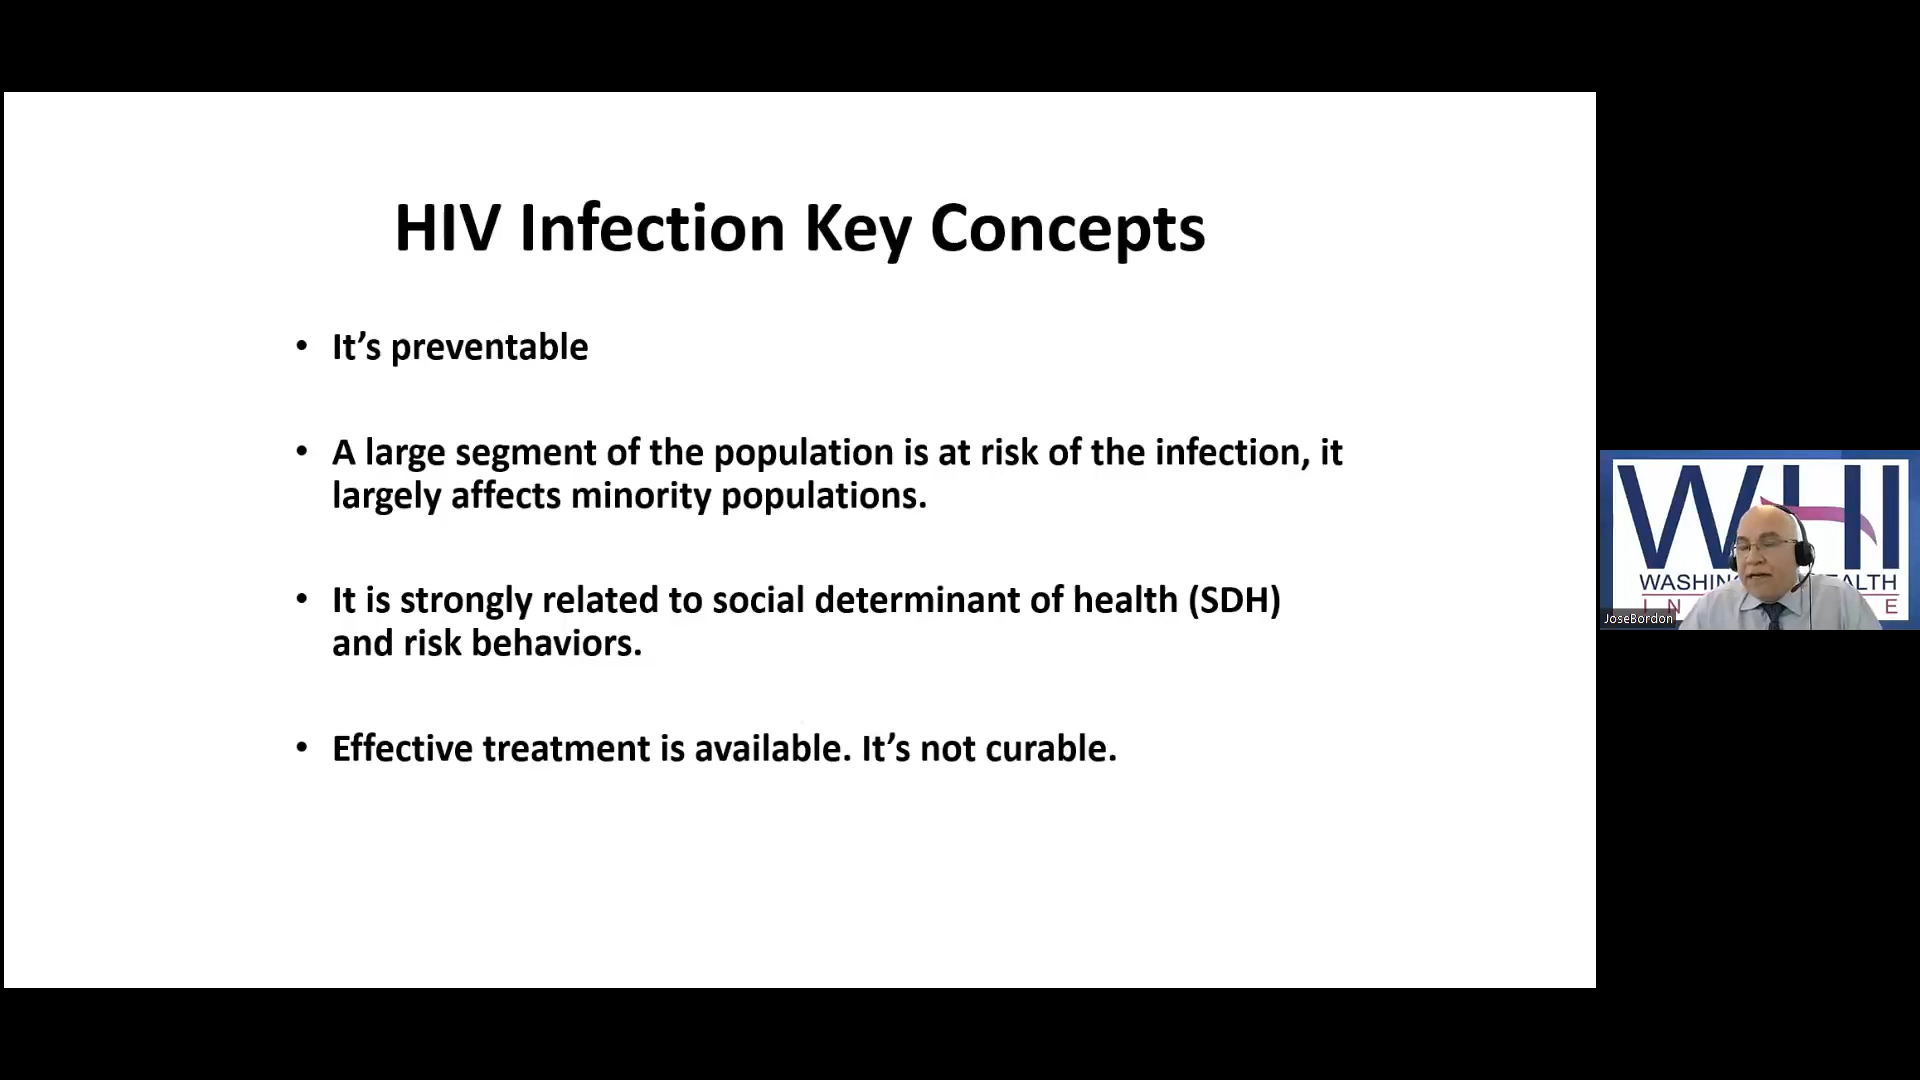 HIV Infection Key Concepts
• It’s preventable
• A large segment of the population is at risk of the infection, it
largely affects minority populations.
• It is strongly related to social determinant of health (SDH)
and risk behaviors.
• Effective treatment is available. It’s not curable.
WHI
JoseBordon